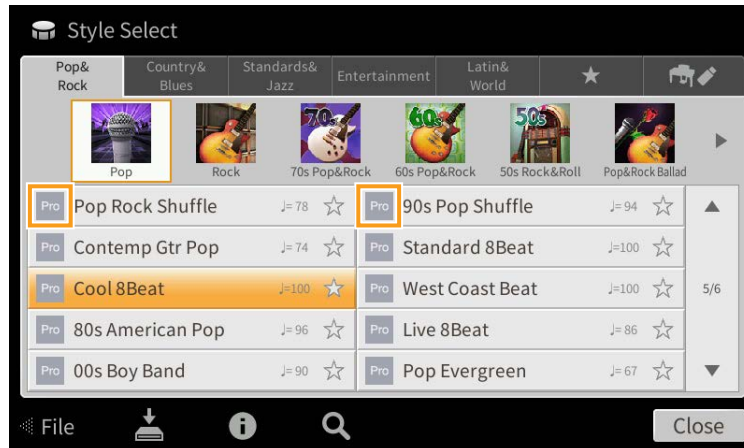 Style Select
Pop&
Rock
Country&
Blues
Standards&
Jazz
Entertainment
Latin&
World
70s
60s
50s
Pop
Rock
70s Pop&Rock
60s Pop&Rock
50s Rock&Roll
Pop&Rock Ballad
Pro Pop Rock Shuffle ♩= 78
Pro 90s Pop Shuffle ♩= 94
Pro Contemp Gtr Pop ♩= 74
Pro Standard 8Beat ♩=100
Pro Cool 8Beat ♩=100
Pro West Coast Beat ♩=100
5/6
Pro 80s American Pop ♩= 96
Pro Live 8Beat ♩= 86
Pro 00s Boy Band ♩= 90
Pro Pop Evergreen ♩= 67
File
Close